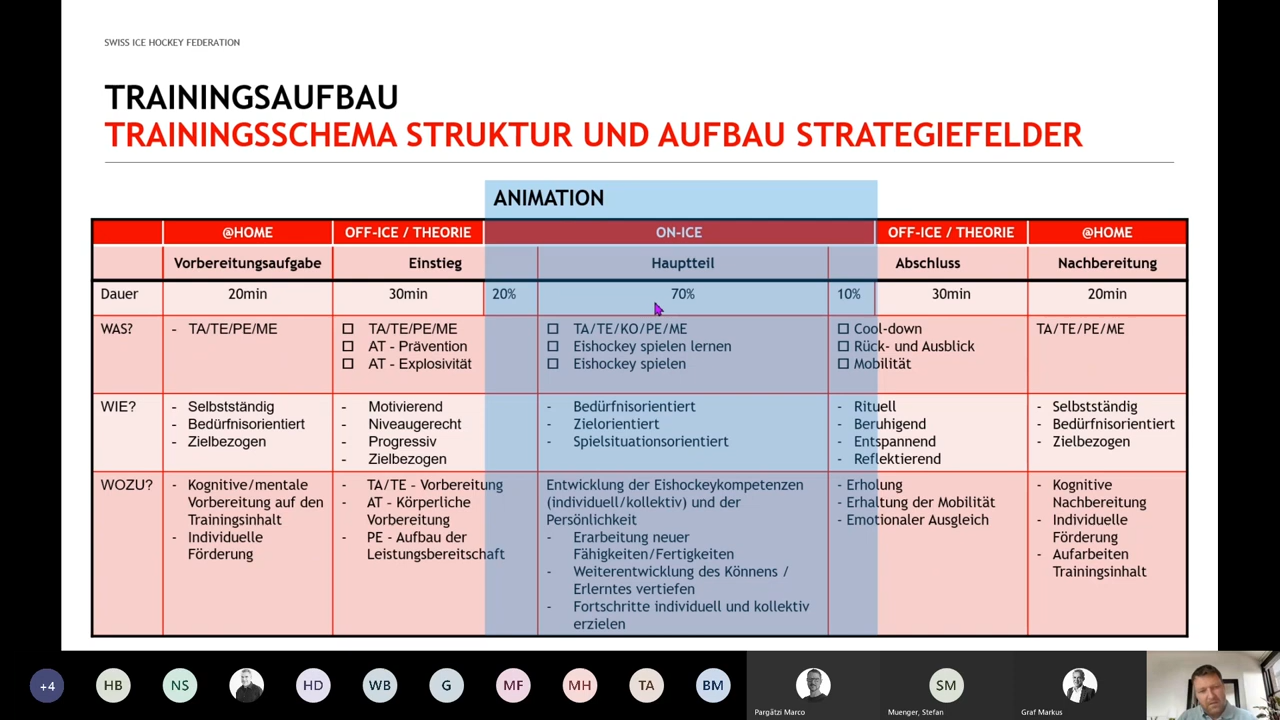 SWISS ICE HOCKEY FEDERATION
TRAININGSAUFBAU
TRAININGSSCHEMA STRUKTUR UND AUFBAU STRATEGIEFELDER
ANIMATION
@HOME OFF-ICE / THEORIE ON-ICE OFF-ICE / THEORIE @HOME
Vorbereitungsaufgabe Einstieg Hauptteil Abschluss Nachbereitung
Dauer 20min 30min 20% 70% 10% 30min 20min
WAS?
- TA/TE/PE/ME
☐ TA/TE/PE/ME
☐ AT - Prävention
☐ AT - Explosivität
☐ TA/TE/KO/PE/ME
☐ Eishockey spielen lernen
☐ Eishockey spielen
☐ Cool-down
☐ Rück- und Ausblick
☐ Mobilität
TA/TE/PE/ME
WIE?
- Selbstständig
- Bedürfnisorientiert
- Zielbezogen
- Motivierend
- Niveaugerecht
- Progressiv
- Zielbezogen
- Bedürfnisorientiert
- Zielorientiert
- Spielsituationsorientiert
- Rituell
- Beruhigend
- Entspannend
- Reflektierend
- Selbstständig
- Bedürfnisorientiert
- Zielbezogen
WOZU?
- Kognitive/mentale
Vorbereitung auf den
Trainingsinhalt
- Individuelle
Förderung
- TA/TE - Vorbereitung
- AT - Körperliche
Vorbereitung
- PE - Aufbau der
Leistungsbereitschaft
Entwicklung der Eishockeykompetenzen
(individuell/kollektiv) und der
Persönlichkeit
- Erarbeitung neuer
Fähigkeiten/Fertigkeiten
- Weiterentwicklung des Könnens /
Erlerntes vertiefen
- Fortschritte individuell und kollektiv
erzielen
- Erholung
- Erhaltung der Mobilität
- Emotionaler Ausgleich
- Kognitive
Nachbereitung
- Individuelle
Förderung
- Aufarbeiten
Trainingsinhalt
+4 HB NS HD WB G MF MH TA BM SM
Pargätzi Marco Muenger, Stefan Graf Markus